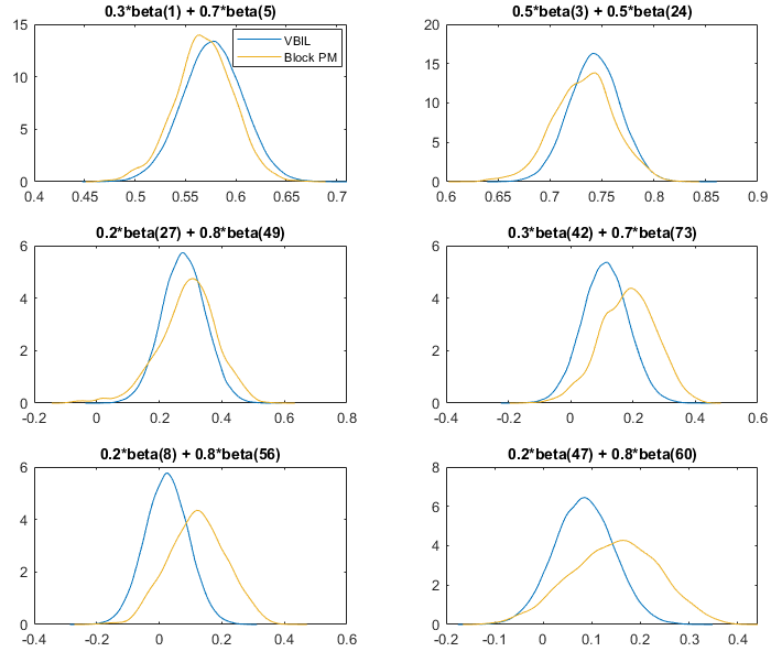 0.3*beta(1) + 0.7*beta(5)
15
10
5
0
0.4 0.5 0.55 0.6 0.65 0.7
VBIL
Block PM
0.5*beta(3) + 0.5*beta(24)
20
15
10
5
0
0.6 0.7 0.75 0.8 0.85 0.9
0.2*beta(27) + 0.8*beta(49)
6
4
2
0
-0.2 0 0.2 0.4 0.6 0.8
0.3*beta(42) + 0.7*beta(73)
6
4
2
0
-0.4 -0.2 0 0.2 0.4 0.6
0.2*beta(8) + 0.8*beta(56)
6
4
2
0
-0.4 -0.2 0 0.2 0.4 0.6
0.2*beta(47) + 0.8*beta(60)
8
6
4
2
0
-0.2 -0.1 0 0.1 0.2 0.3 0.4